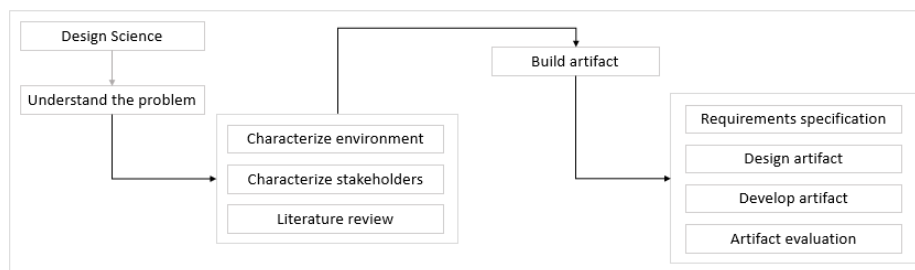 Design Science
Understand the problem
Characterize environment
Characterize stakeholders
Literature review
Build artifact
Requirements specification
Design artifact
Develop artifact
Artifact evaluation